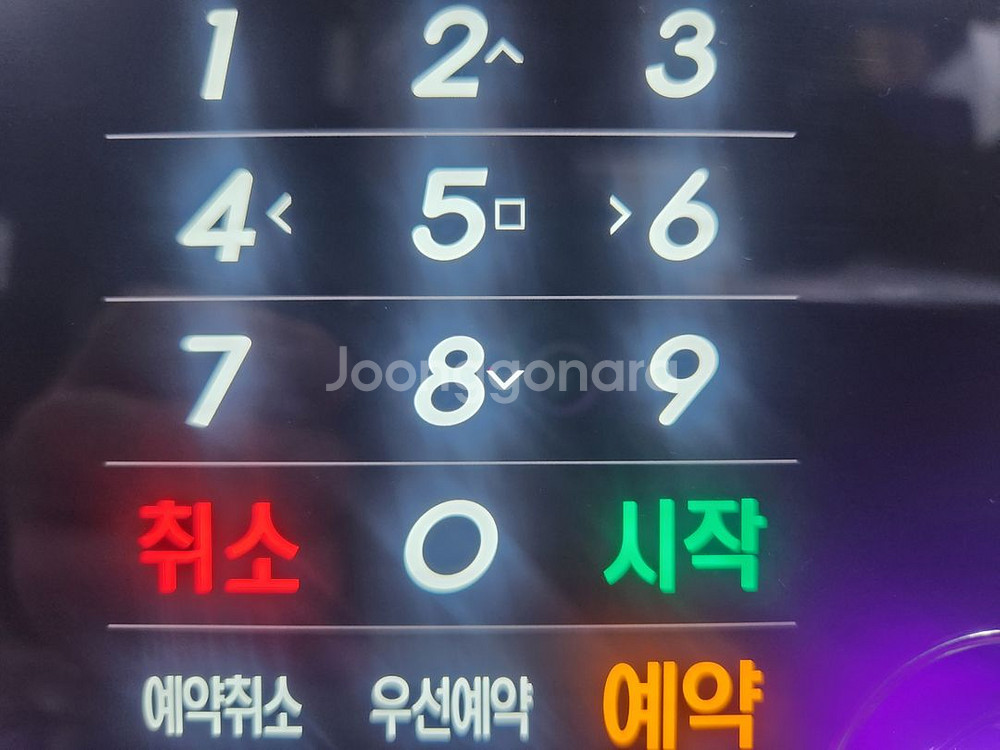 1 2^ 3
4< 5□ >6
7 8⌄ 9
Joonggonara
취소 0 시작
예약취소 우선예약 예약